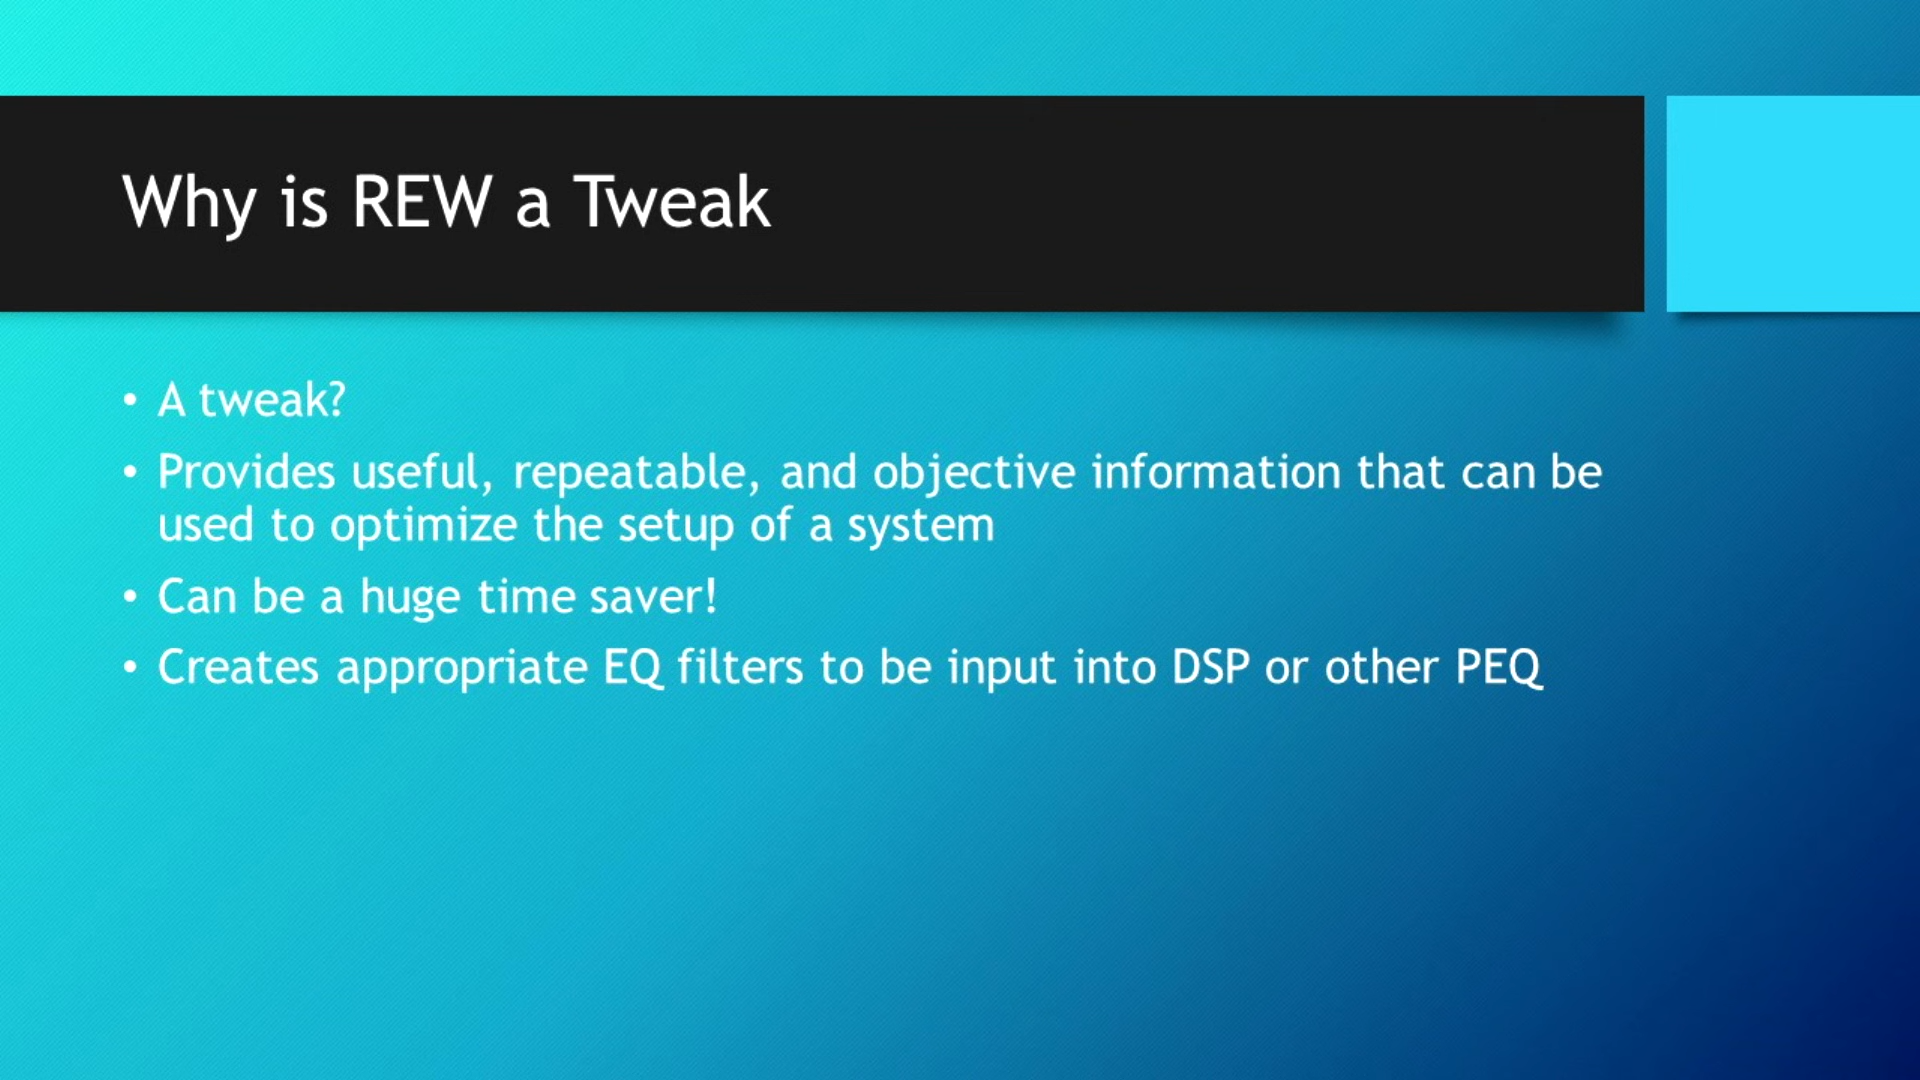 Why is REW a Tweak
• A tweak?
• Provides useful, repeatable, and objective information that can be
used to optimize the setup of a system
• Can be a huge time saver!
• Creates appropriate EQ filters to be input into DSP or other PEQ